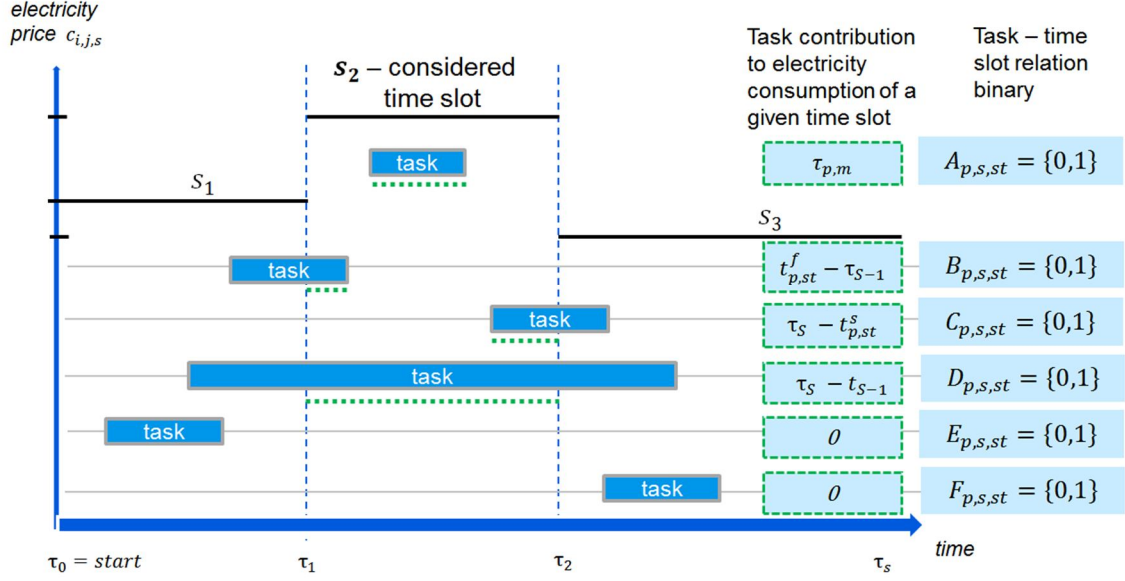 electricity
price c_{i,j,s}
s_2 – considered
time slot
Task contribution
to electricity
consumption of a
given time slot
Task – time
slot relation
binary
task
τ_{p,m}
A_{p,s,st} = {0,1}
S_1
S_3
task
t^f_{p,st} − τ_{S−1}
B_{p,s,st} = {0,1}
task
τ_S − t^s_{p,st}
C_{p,s,st} = {0,1}
task
τ_S − t_{S−1}
D_{p,s,st} = {0,1}
task
0
E_{p,s,st} = {0,1}
task
0
F_{p,s,st} = {0,1}
τ_0 = start
τ_1
τ_2
τ_s
time